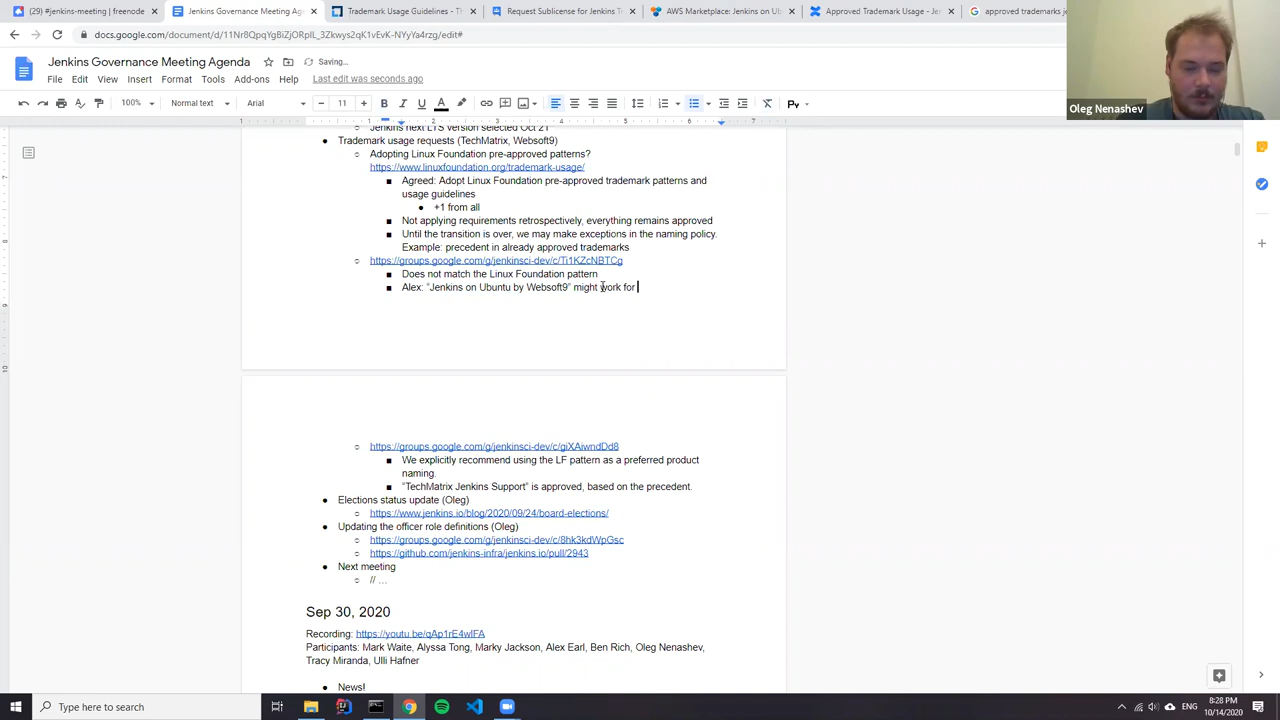 (29) #jenkins-meeting | freenode
Jenkins Governance Meeting Age
Trademark Usage Guidelines - Th
Request Sublicense for Jenkins T
AWS Marketplace: Jenkins on Ub
Approved Trademark Usage - Jen
approved trademarks je
docs.google.com/document/d/11Nr8QpqYgBiZjORpIL_3Zkwys2qK1vEvK-NYyYa4rzg/edit#
Jenkins Governance Meeting Agenda
Saving…
File Edit View Insert Format Tools Add-ons Help Last edit was seconds ago
100% Normal text Arial 11
Oleg Nenashev
Jenkins next LTS version selected Oct 21
Trademark usage requests (TechMatrix, Websoft9)
Adopting Linux Foundation pre-approved patterns?
https://www.linuxfoundation.org/trademark-usage/
Agreed: Adopt Linux Foundation pre-approved trademark patterns and
usage guidelines
+1 from all
Not applying requirements retrospectively, everything remains approved
Until the transition is over, we may make exceptions in the naming policy.
Example: precedent in already approved trademarks
https://groups.google.com/g/jenkinsci-dev/c/Ti1KZcNBTCg
Does not match the Linux Foundation pattern
Alex: “Jenkins on Ubuntu by Websoft9” might work for
https://groups.google.com/g/jenkinsci-dev/c/giXAiwndDd8
We explicitly recommend using the LF pattern as a preferred product
naming.
“TechMatrix Jenkins Support” is approved, based on the precedent.
Elections status update (Oleg)
https://www.jenkins.io/blog/2020/09/24/board-elections/
Updating the officer role definitions (Oleg)
https://groups.google.com/g/jenkinsci-dev/c/8hk3kdWpGsc
https://github.com/jenkins-infra/jenkins.io/pull/2943
Next meeting
// …
Sep 30, 2020
Recording: https://youtu.be/qAp1rE4wlFA
Participants: Mark Waite, Alyssa Tong, Marky Jackson, Alex Earl, Ben Rich, Oleg Nenashev,
Tracy Miranda, Ulli Hafner
News!
Type here to search
ENG
8:28 PM
10/14/2020